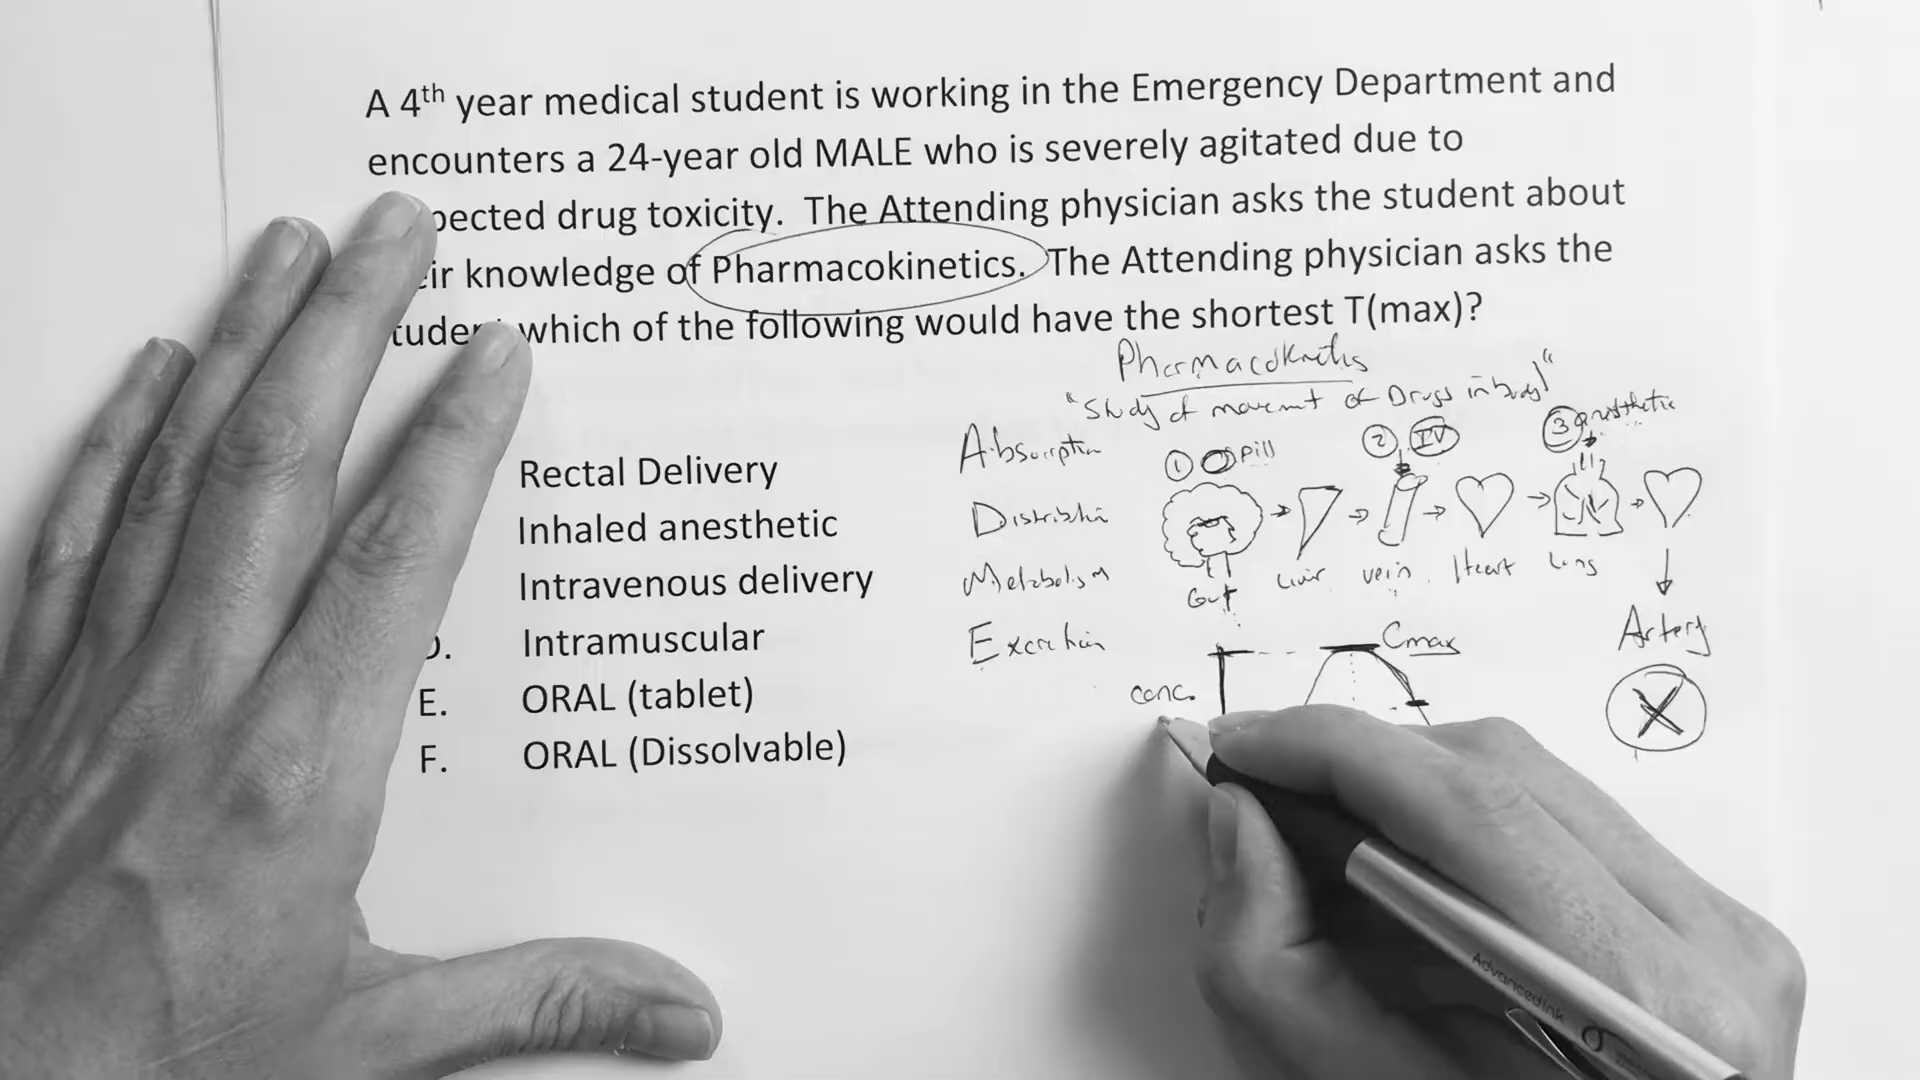 A 4th year medical student is working in the Emergency Department and
encounters a 24-year old MALE who is severely agitated due to
pected drug toxicity. The Attending physician asks the student about
eir knowledge of Pharmacokinetics. The Attending physician asks the
tuden which of the following would have the shortest T(max)?
Pharmacokinetics
"Study of movement of Drugs in body"
Absorption
1 Pill
2 IV
3 anesthetic
Rectal Delivery
Inhaled anesthetic
Distribution
Intravenous delivery
Metabolism
Gut
Liver
vein
Heart
Lung
D. Intramuscular
Excretion
Cmax
Artery
E. ORAL (tablet)
conc.
X
F. ORAL (Dissolvable)
AdvancedInk